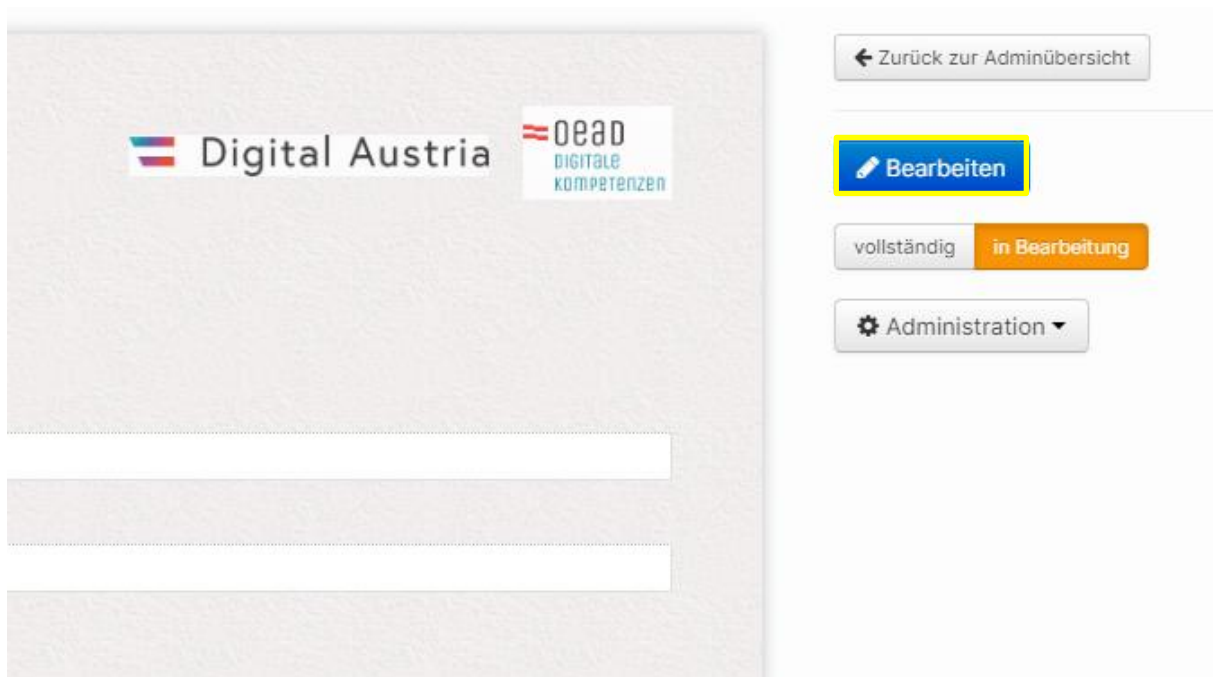 Zurück zur Adminübersicht
Digital Austria
OeaD
DIGITALE
KOMPETENZEN
Bearbeiten
vollständig
in Bearbeitung
Administration